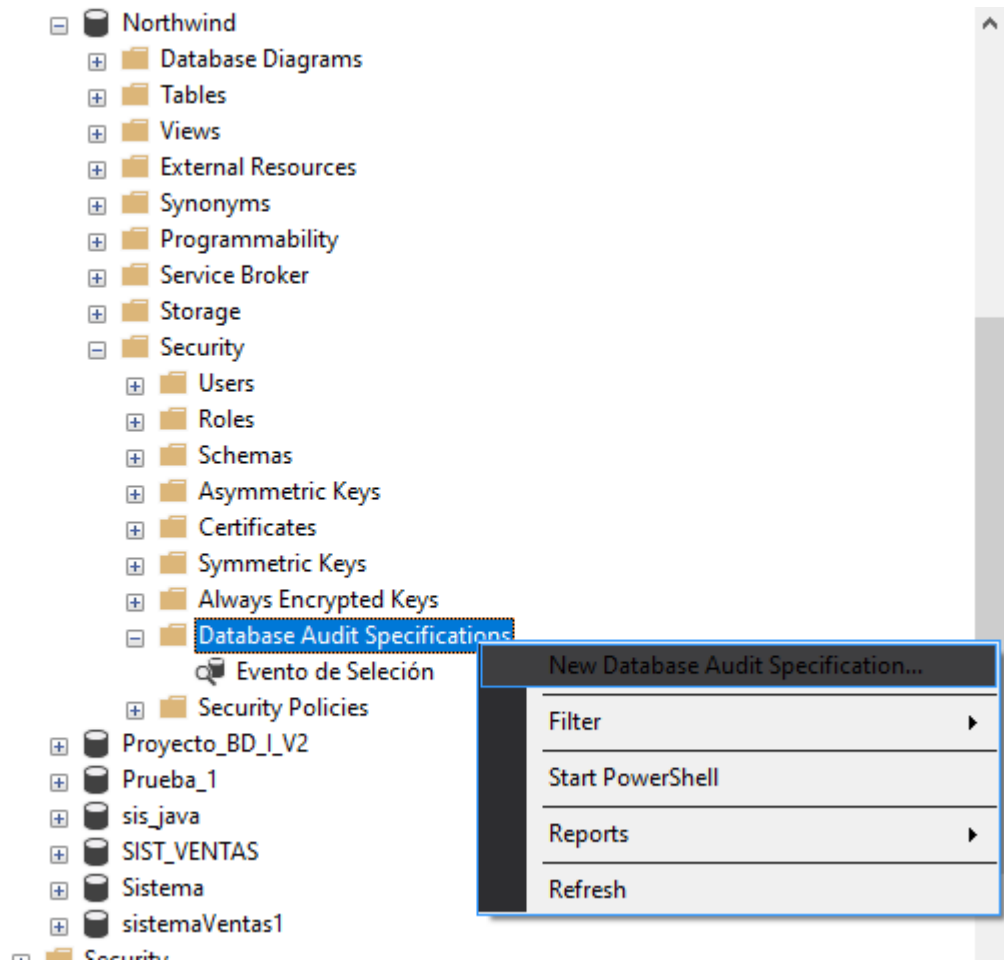 Northwind
Database Diagrams
Tables
Views
External Resources
Synonyms
Programmability
Service Broker
Storage
Security
Users
Roles
Schemas
Asymmetric Keys
Certificates
Symmetric Keys
Always Encrypted Keys
Database Audit Specifications
New Database Audit Specification...
Evento de Seleción
Filter
Security Policies
Proyecto_BD_I_V2
Prueba_1
Start PowerShell
sis_java
Reports
SIST_VENTAS
Sistema
Refresh
sistemaVentas1
Security